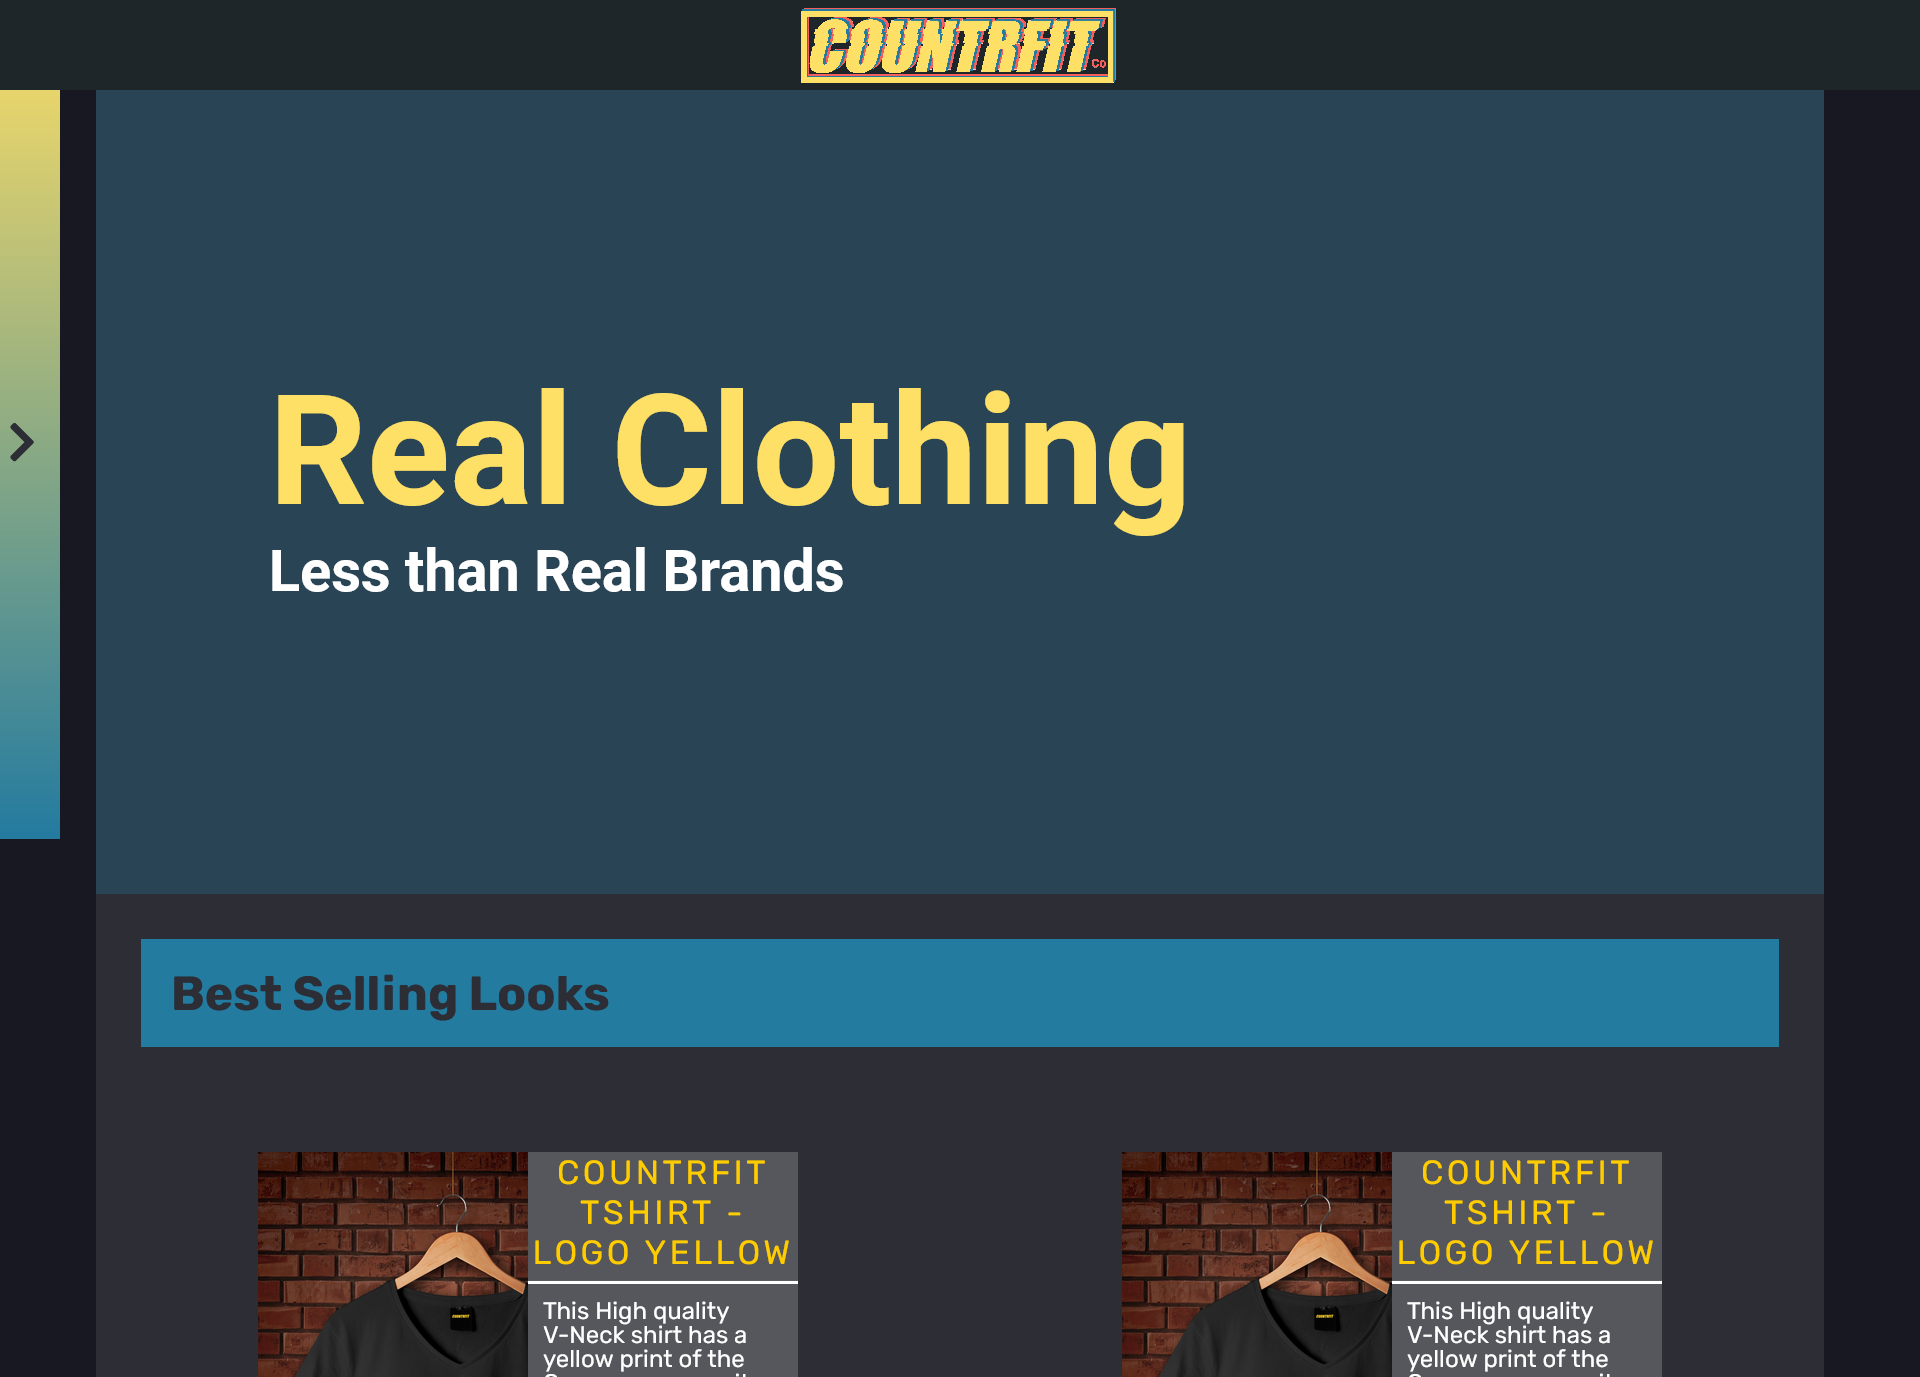 COUNTRFIT
CO
Real Clothing
Less than Real Brands
Best Selling Looks
COUNTRFIT
TSHIRT -
LOGO YELLOW
This High quality
V-Neck shirt has a
yellow print of the
COUNTRFIT
COUNTRFIT
TSHIRT -
LOGO YELLOW
This High quality
V-Neck shirt has a
yellow print of the
COUNTRFIT